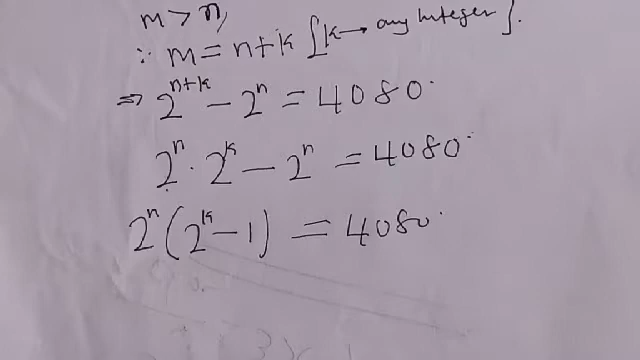 m > n,
∵ m = n+k [k → any Integer].
⇒ 2^{n+k} − 2^n = 4080.
2^n · 2^k − 2^n = 4080.
2^n (2^k − 1) = 4080.